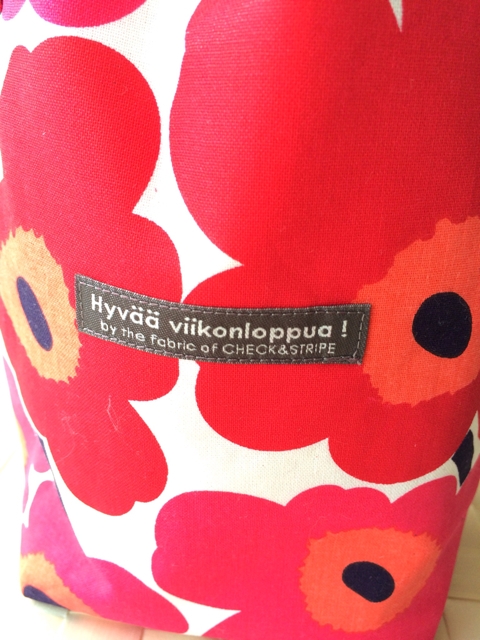 Hyvää viikonloppua !
by the fabric of CHECK&STRIPE